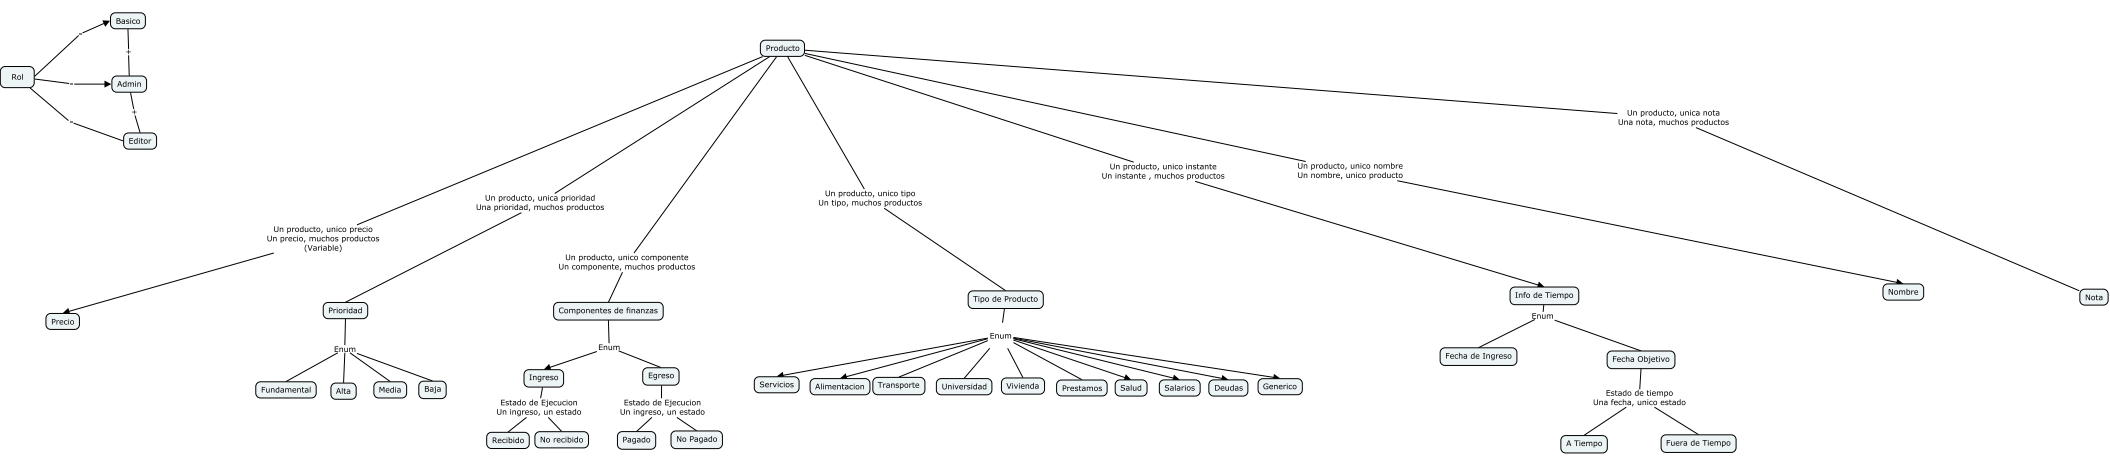 Basico
-
+
Rol
-
Admin
+
-
Editor
Producto
Un producto, unico precio
Un precio, muchos productos
(Variable)
Precio
Un producto, unica prioridad
Una prioridad, muchos productos
Prioridad
Enum
Fundamental
Alta
Media
Baja
Un producto, unico componente
Un componente, muchos productos
Componentes de finanzas
Enum
Ingreso
Estado de Ejecucion
Un ingreso, un estado
Recibido
No recibido
Egreso
Estado de Ejecucion
Un ingreso, un estado
Pagado
No Pagado
Un producto, unico tipo
Un tipo, muchos productos
Tipo de Producto
Enum
Servicios
Alimentacion
Transporte
Universidad
Vivienda
Prestamos
Salud
Salarios
Deudas
Generico
Un producto, unico instante
Un instante , muchos productos
Info de Tiempo
Enum
Fecha de Ingreso
Fecha Objetivo
Estado de tiempo
Una fecha, unico estado
A Tiempo
Fuera de Tiempo
Un producto, unico nombre
Un nombre, unico producto
Nombre
Un producto, unica nota
Una nota, muchos productos
Nota